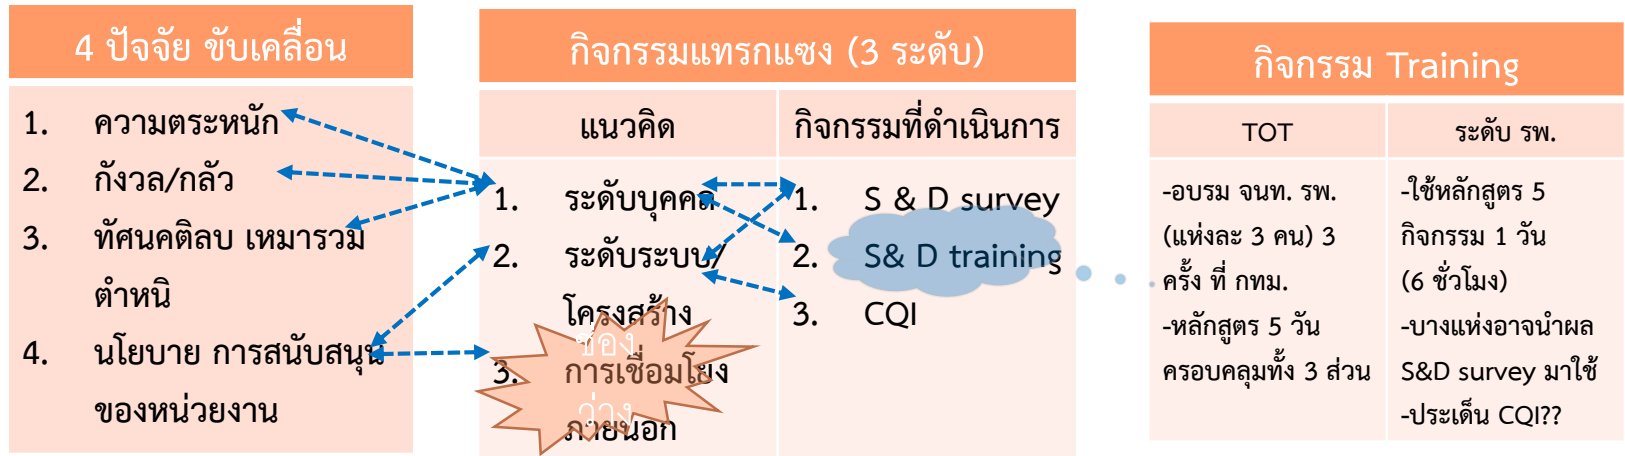 4 ปัจจัย ขับเคลื่อน
1. ความตระหนัก
2. กังวล/กลัว
3. ทัศนคติลบ เหมารวม
ตำหนิ
4. นโยบาย การสนับสนุน
ของหน่วยงาน
กิจกรรมแทรกแซง (3 ระดับ)
แนวคิด
1. ระดับบุคคล
2. ระดับระบบ/
โครงสร้าง
3. การเชื่อมโยง
ภายนอก
ช่อง
ว่าง
กิจกรรมที่ดำเนินการ
1. S & D survey
2. S& D training
3. CQI
กิจกรรม Training
TOT
-อบรม จนท. รพ.
(แห่งละ 3 คน) 3
ครั้ง ที่ กทม.
-หลักสูตร 5 วัน
ครอบคลุมทั้ง 3 ส่วน
ระดับ รพ.
-ใช้หลักสูตร 5
กิจกรรม 1 วัน
(6 ชั่วโมง)
-บางแห่งอาจนำผล
S&D survey มาใช้
-ประเด็น CQI??